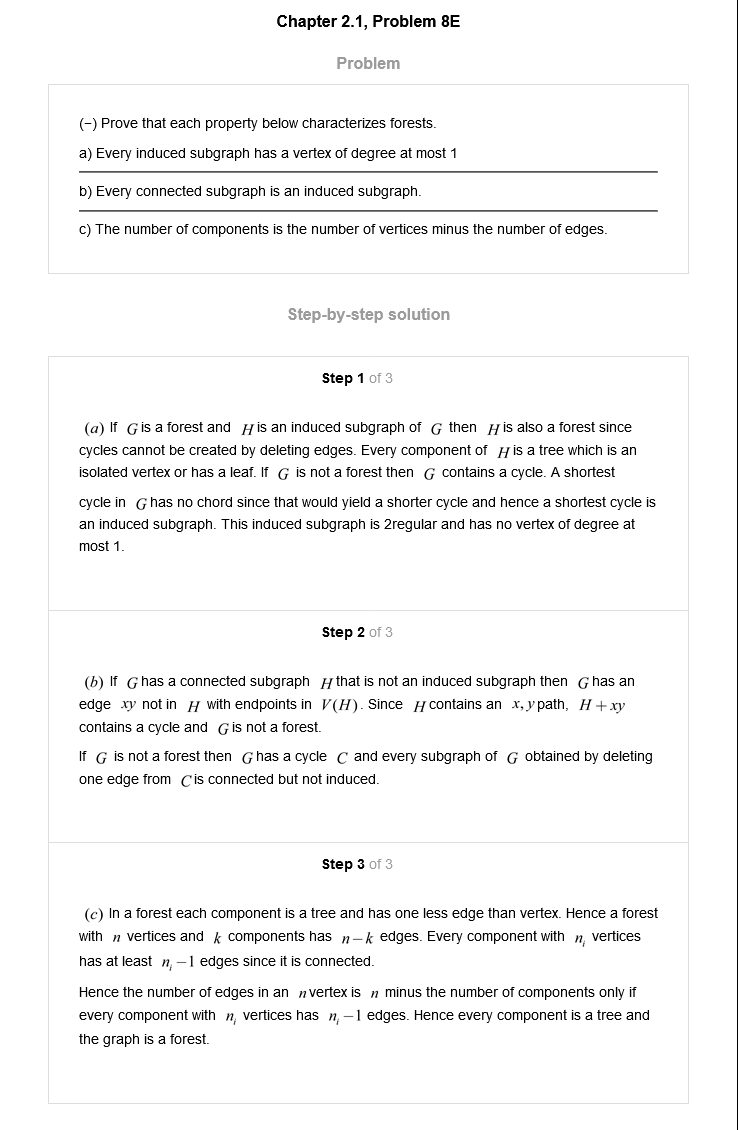 Chapter 2.1, Problem 8E
Problem
(−) Prove that each property below characterizes forests.
a) Every induced subgraph has a vertex of degree at most 1
b) Every connected subgraph is an induced subgraph.
c) The number of components is the number of vertices minus the number of edges.
Step-by-step solution
Step 1 of 3
(a) If G is a forest and H is an induced subgraph of G then H is also a forest since
cycles cannot be created by deleting edges. Every component of H is a tree which is an
isolated vertex or has a leaf. If G is not a forest then G contains a cycle. A shortest
cycle in G has no chord since that would yield a shorter cycle and hence a shortest cycle is
an induced subgraph. This induced subgraph is 2regular and has no vertex of degree at
most 1.
Step 2 of 3
(b) If G has a connected subgraph H that is not an induced subgraph then G has an
edge xy not in H with endpoints in V(H). Since H contains an x, y path, H + xy
contains a cycle and G is not a forest.
If G is not a forest then G has a cycle C and every subgraph of G obtained by deleting
one edge from C is connected but not induced.
Step 3 of 3
(c) In a forest each component is a tree and has one less edge than vertex. Hence a forest
with n vertices and k components has n − k edges. Every component with nᵢ vertices
has at least nᵢ − 1 edges since it is connected.
Hence the number of edges in an n vertex is n minus the number of components only if
every component with nᵢ vertices has nᵢ − 1 edges. Hence every component is a tree and
the graph is a forest.